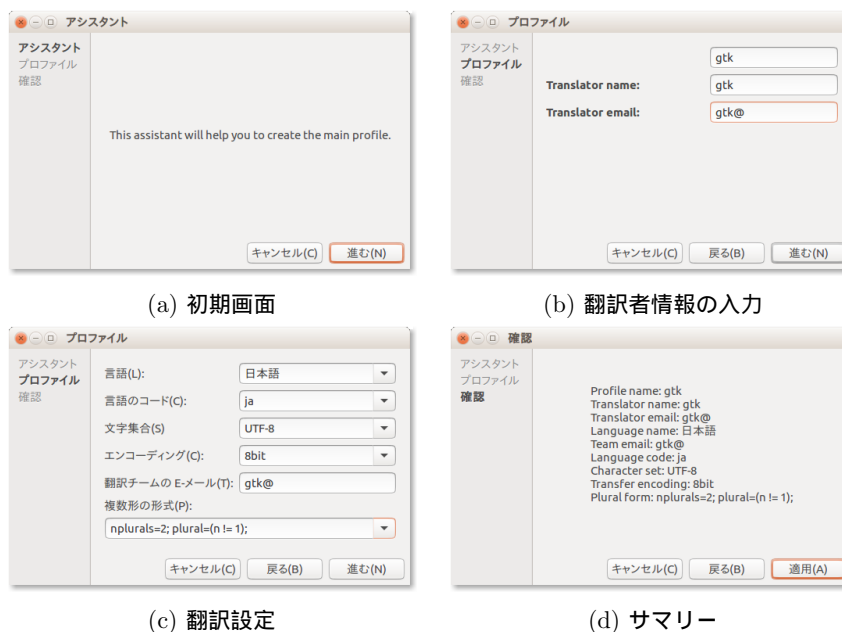 アシスタント
アシスタント
プロファイル
確認
This assistant will help you to create the main profile.
キャンセル(C)
進む(N)
(a) 初期画面
プロファイル
アシスタント
プロファイル
確認
gtk
Translator name: gtk
Translator email: gtk@
キャンセル(C)
戻る(B)
進む(N)
(b) 翻訳者情報の入力
プロファイル
アシスタント
プロファイル
確認
言語(L): 日本語
言語のコード(C): ja
文字集合(S) UTF-8
エンコーディング(C): 8bit
翻訳チームの E-メール(T): gtk@
複数形の形式(P):
nplurals=2; plural=(n != 1);
キャンセル(C)
戻る(B)
進む(N)
(c) 翻訳設定
確認
アシスタント
プロファイル
確認
Profile name: gtk
Translator name: gtk
Translator email: gtk@
Language name: 日本語
Team email: gtk@
Language code: ja
Character set: UTF-8
Transfer encoding: 8bit
Plural form: nplurals=2; plural=(n != 1);
キャンセル(C)
戻る(B)
適用(A)
(d) サマリー